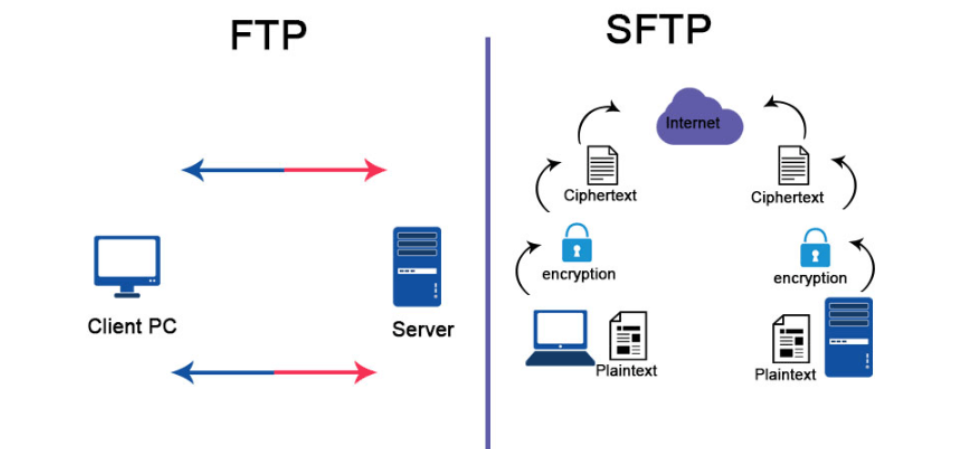 FTP
Client PC
Server
SFTP
Internet
Ciphertext
Ciphertext
encryption
encryption
Plaintext
Plaintext